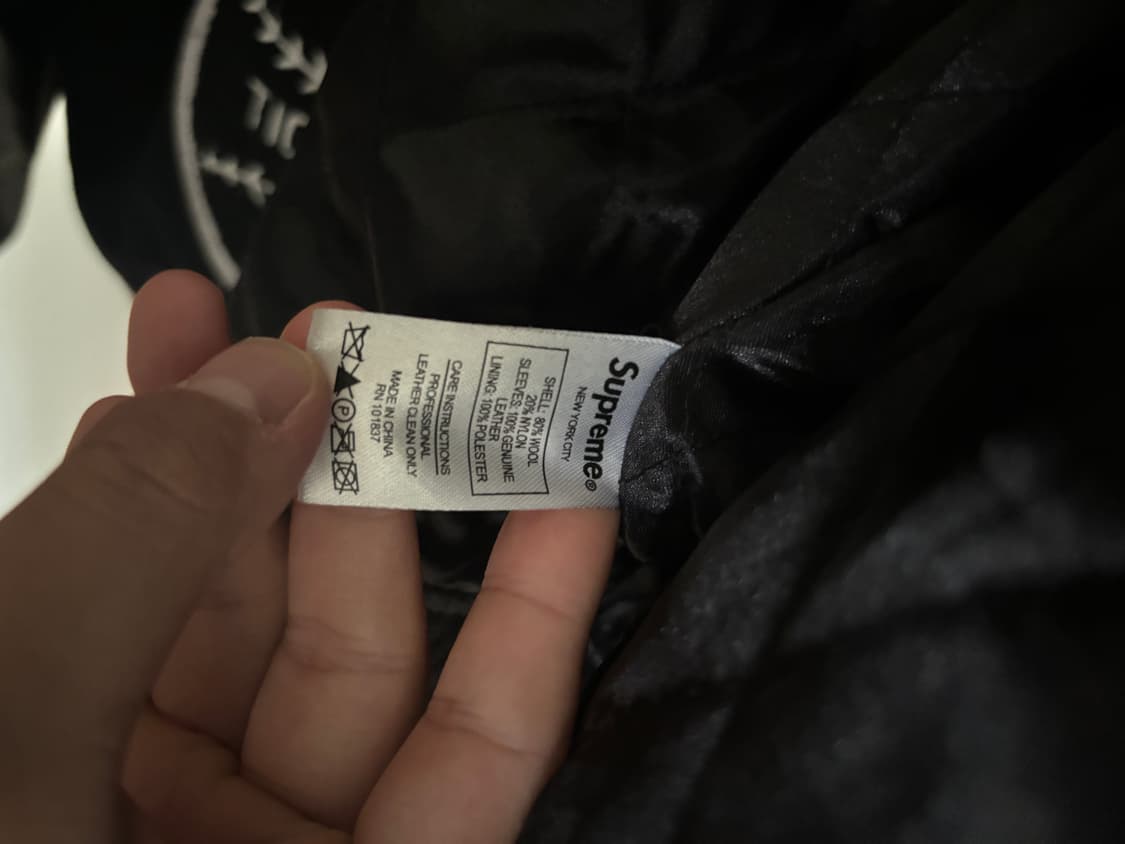 Supreme®
NEW YORK CITY
SHELL: 80% WOOL
20% NYLON
SLEEVES: 100% GENUINE
LEATHER
LINING: 100% POLESTER
CARE INSTRUCTIONS
PROFESSIONAL
LEATHER CLEAN ONLY
MADE IN CHINA
RN 101837
P